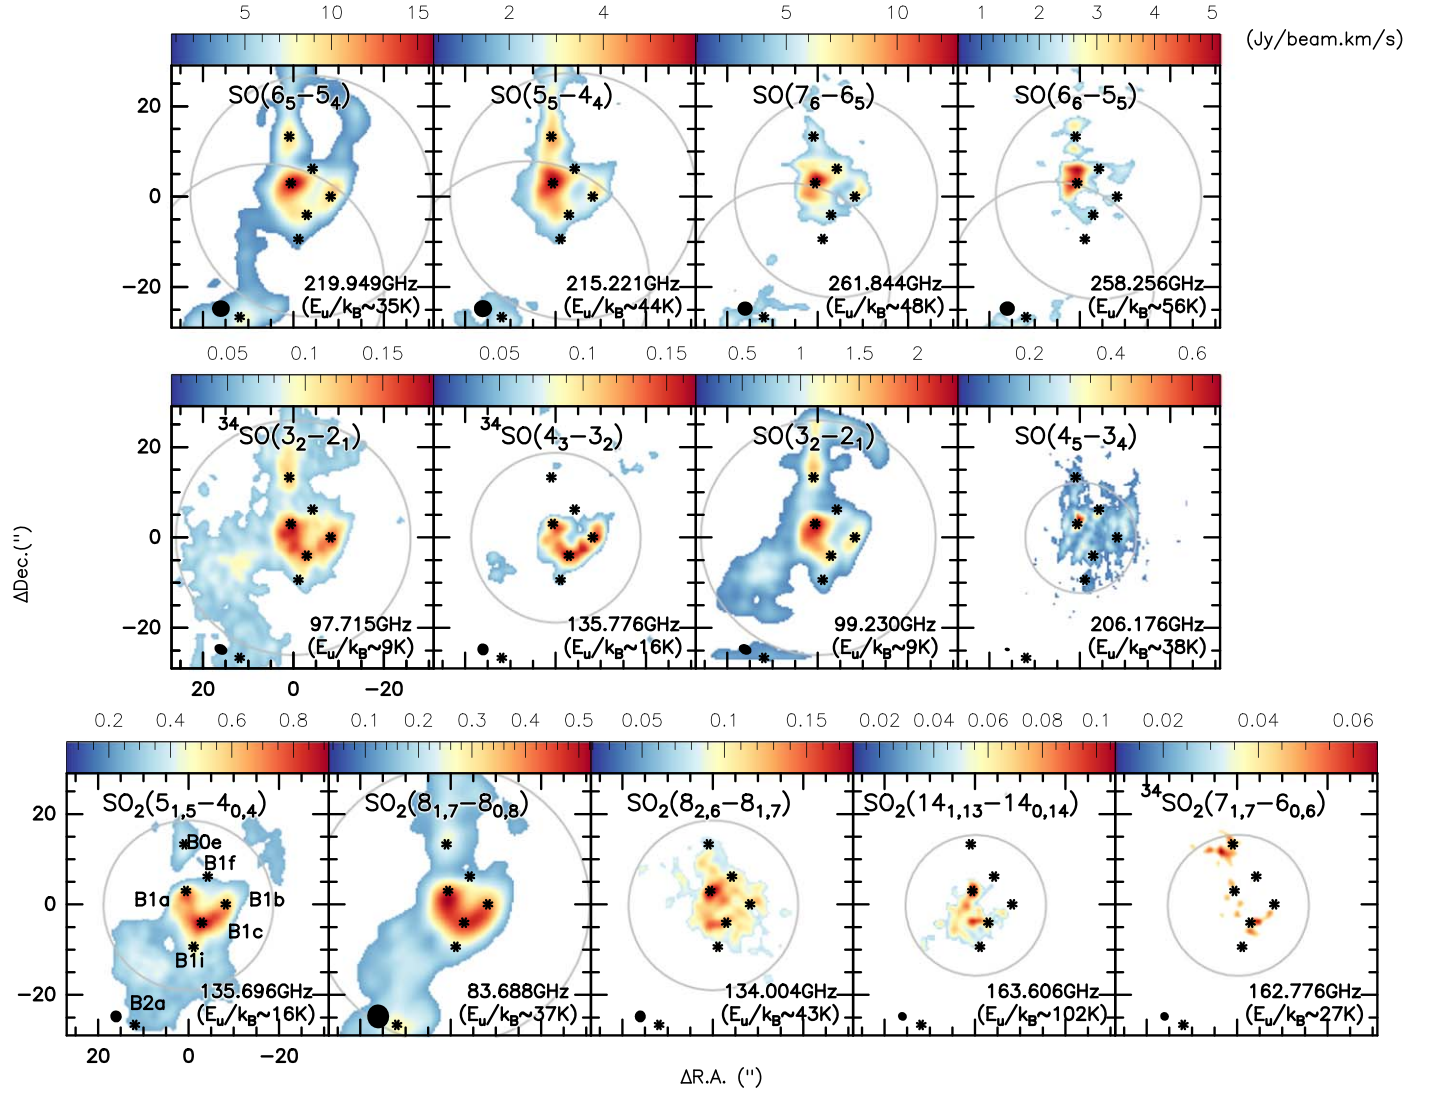 5 10 15 2 4 5 10 1 2 3 4 5 (Jy/beam.km/s)
SO(6₅−5₄) SO(5₅−4₄) SO(7₆−6₅) SO(6₆−5₅)
20
0
−20
219.949GHz 215.221GHz 261.844GHz 258.256GHz
(Eᵤ/k_B~35K) (Eᵤ/k_B~44K) (Eᵤ/k_B~48K) (Eᵤ/k_B~56K)
0.05 0.1 0.15 0.05 0.1 0.15 0.5 1 1.5 2 0.2 0.4 0.6
³⁴SO(3₂−2₁) ³⁴SO(4₃−3₂) SO(3₂−2₁) SO(4₅−3₄)
20
0
−20
97.715GHz 135.776GHz 99.230GHz 206.176GHz
(Eᵤ/k_B~9K) (Eᵤ/k_B~16K) (Eᵤ/k_B~9K) (Eᵤ/k_B~38K)
20 0 −20
ΔDec.(")
0.2 0.4 0.6 0.8 0.1 0.2 0.3 0.4 0.5 0.05 0.1 0.15 0.02 0.04 0.06 0.08 0.1 0.02 0.04 0.06
SO₂(5₁,₅−4₀,₄) SO₂(8₁,₇−8₀,₈) SO₂(8₂,₆−8₁,₇) SO₂(14₁,₁₃−14₀,₁₄) ³⁴SO₂(7₁,₇−6₀,₆)
20
0
−20
B0e
B1f
B1a B1b
B1c
B1i
B2a
135.696GHz 83.688GHz 134.004GHz 163.606GHz 162.776GHz
(Eᵤ/k_B~16K) (Eᵤ/k_B~37K) (Eᵤ/k_B~43K) (Eᵤ/k_B~102K) (Eᵤ/k_B~27K)
20 0 −20
ΔR.A. (")